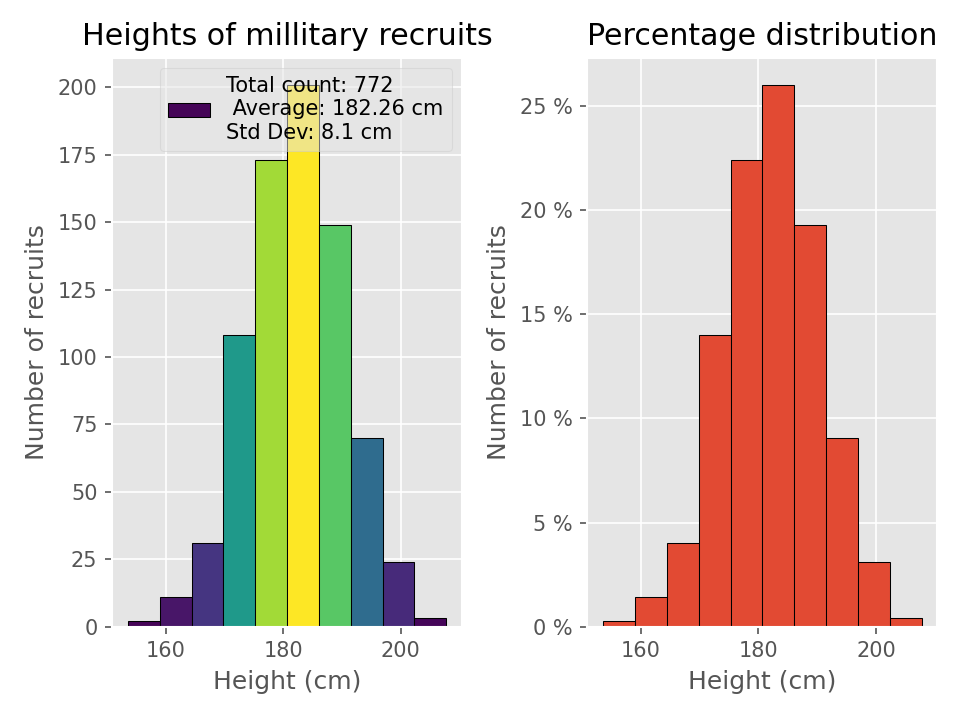 Heights of millitary recruits
Total count: 772
Average: 182.26 cm
Std Dev: 8.1 cm
200
175
150
125
100
75
50
25
0
Number of recruits
160 180 200
Height (cm)
Percentage distribution
25 %
20 %
15 %
10 %
5 %
0 %
Number of recruits
160 180 200
Height (cm)